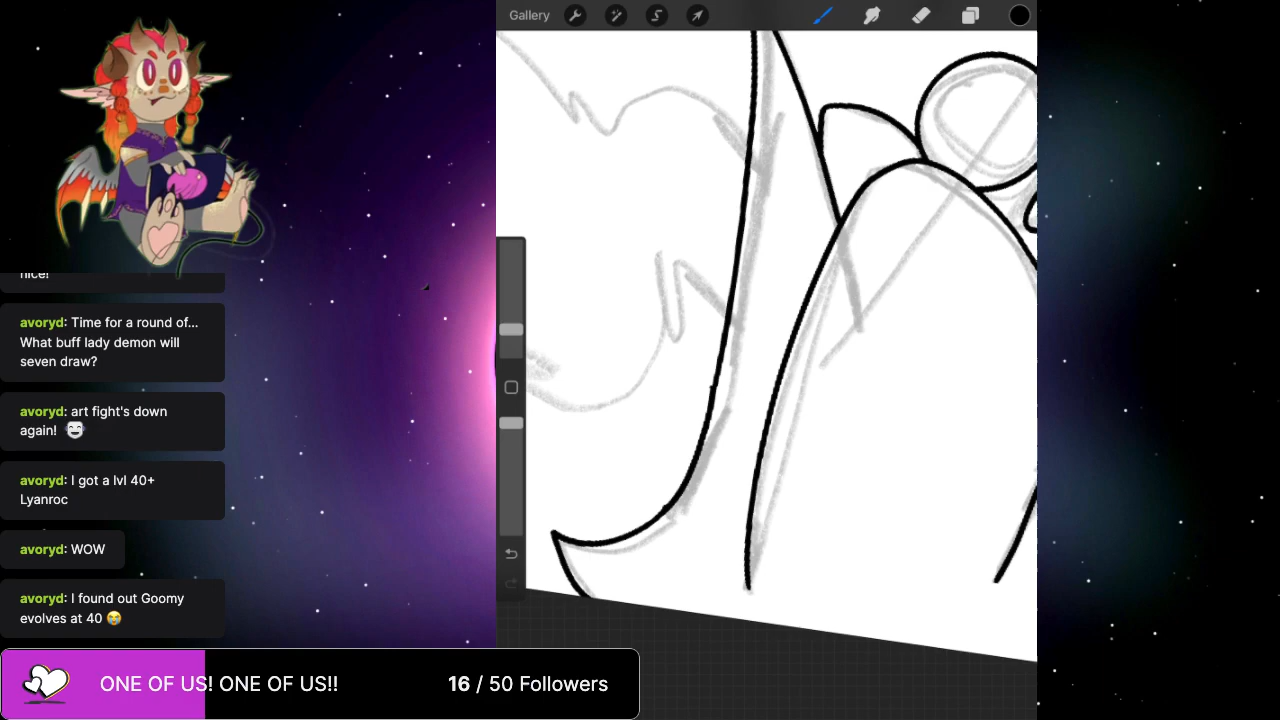 Gallery
nice!
avoryd: Time for a round of...
What buff lady demon will
seven draw?
avoryd: art fight's down
again!
avoryd: I got a lvl 40+
Lyanroc
avoryd: WOW
avoryd: I found out Goomy
evolves at 40 😭
ONE OF US! ONE OF US!! 16 / 50 Followers